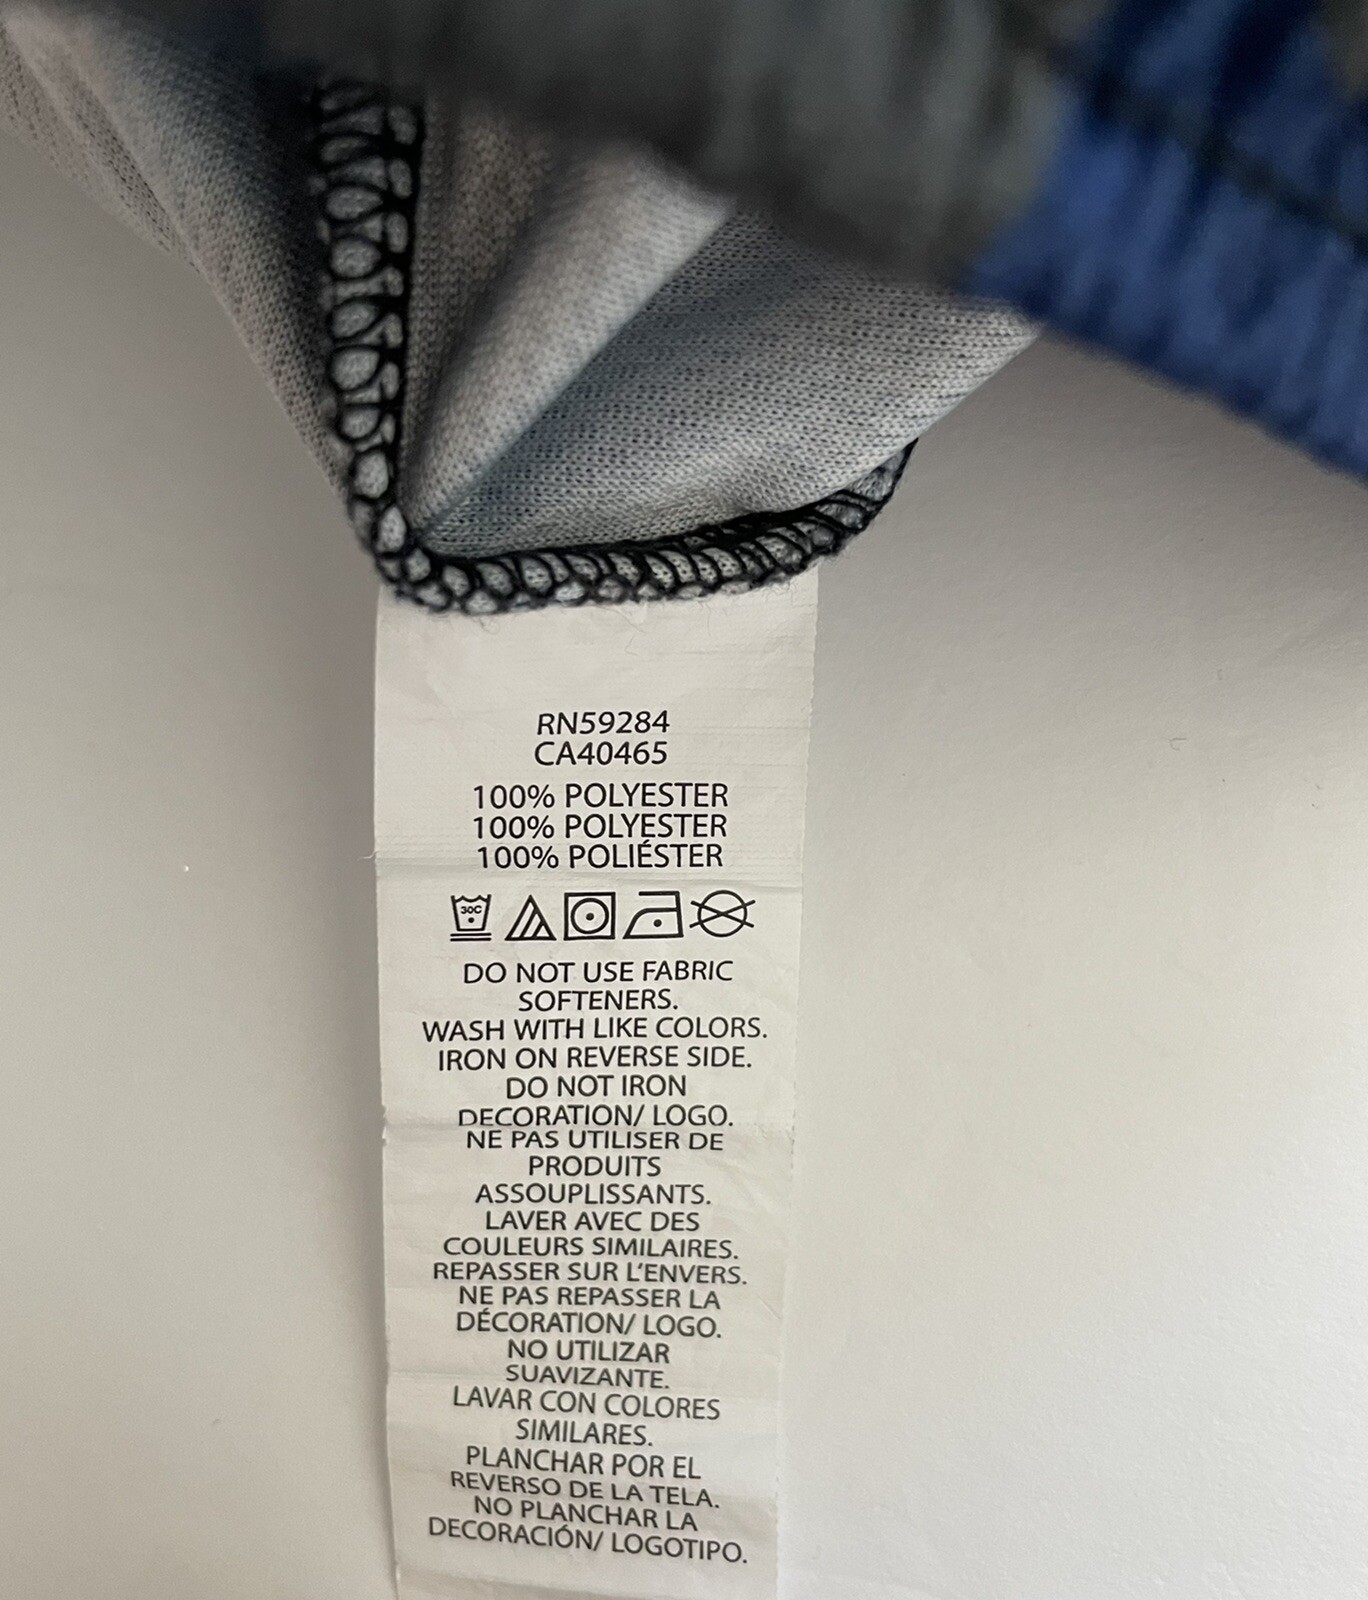 RN59284
CA40465
100% POLYESTER
100% POLYESTER
100% POLIÉSTER
30C
DO NOT USE FABRIC
SOFTENERS.
WASH WITH LIKE COLORS.
IRON ON REVERSE SIDE.
DO NOT IRON
DECORATION/ LOGO.
NE PAS UTILISER DE
PRODUITS
ASSOUPLISSANTS.
LAVER AVEC DES
COULEURS SIMILAIRES.
REPASSER SUR L'ENVERS.
NE PAS REPASSER LA
DÉCORATION/ LOGO.
NO UTILIZAR
SUAVIZANTE.
LAVAR CON COLORES
SIMILARES.
PLANCHAR POR EL
REVERSO DE LA TELA.
NO PLANCHAR LA
DECORACIÓN/ LOGOTIPO.